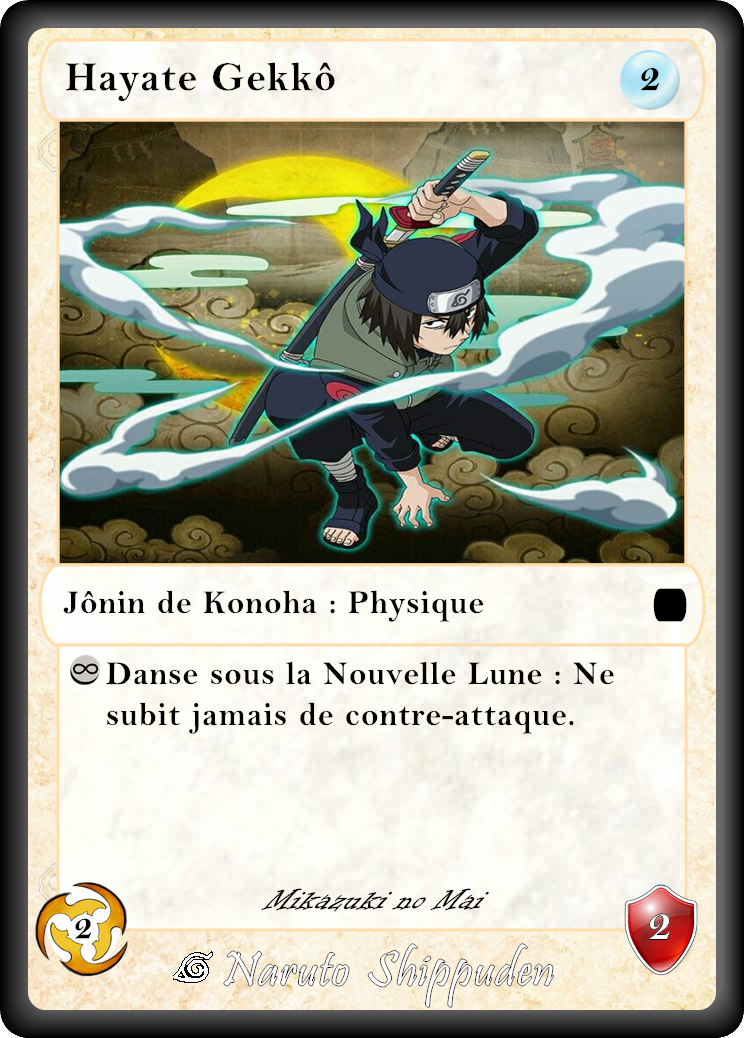 Hayate Gekkô
2
Jônin de Konoha : Physique
∞ Danse sous la Nouvelle Lune : Ne
subit jamais de contre-attaque.
Mikazuki no Mai
2
2
Naruto Shippuden